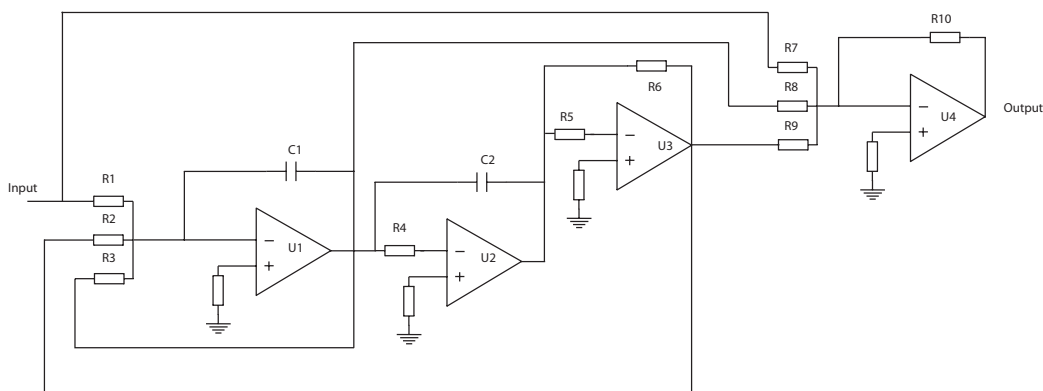 R10
R7
R8
Output
R6
U4
R5
R9
C1
C2
U3
Input
R1
R2
R4
U1
U2
R3
−
+
−
+
−
+
−
+